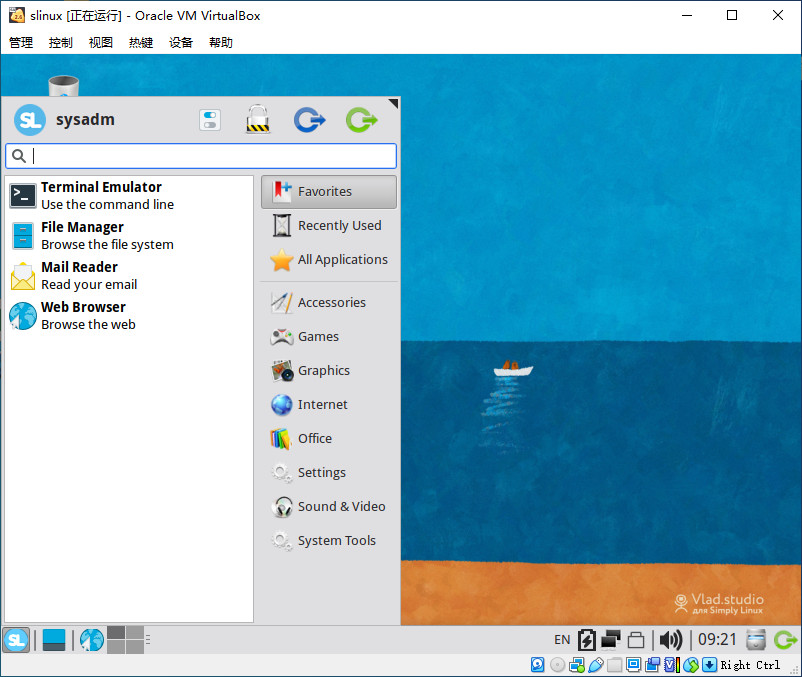 slinux [正在运行] - Oracle VM VirtualBox
管理 控制 视图 热键 设备 帮助
SL sysadm
Terminal Emulator
Use the command line
File Manager
Browse the file system
Mail Reader
Read your email
Web Browser
Browse the web
Favorites
Recently Used
All Applications
Accessories
Games
Graphics
Internet
Office
Settings
Sound & Video
System Tools
Vlad.studio
для Simply Linux
SL EN 09:21
Right Ctrl